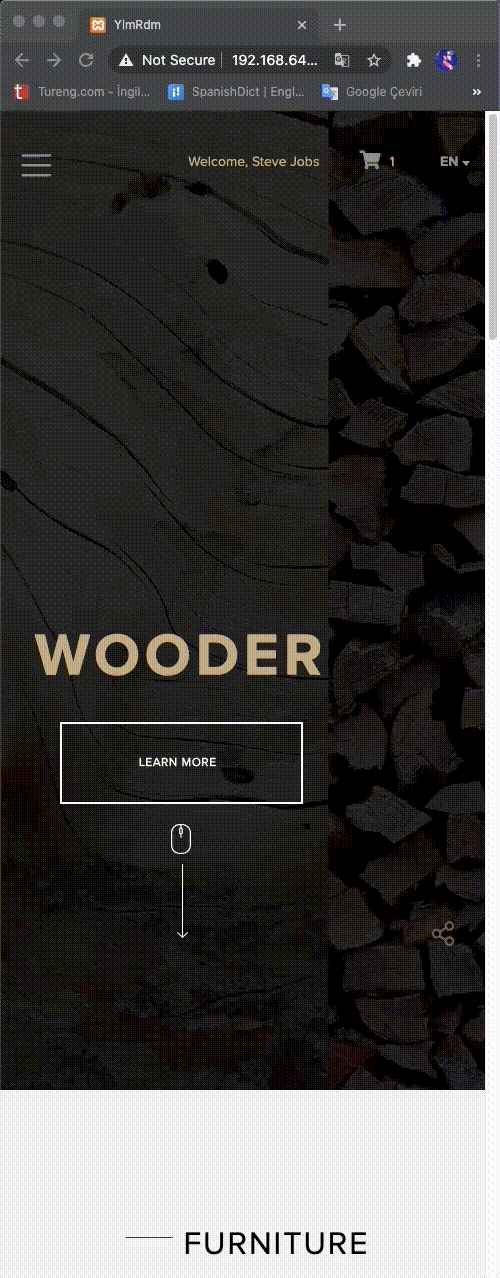 YlmRdm
Not Secure 192.168.64...
Tureng.com - İngil... SpanishDict | Engl... Google Çeviri
Welcome, Steve Jobs 1 EN
WOODER
LEARN MORE
FURNITURE